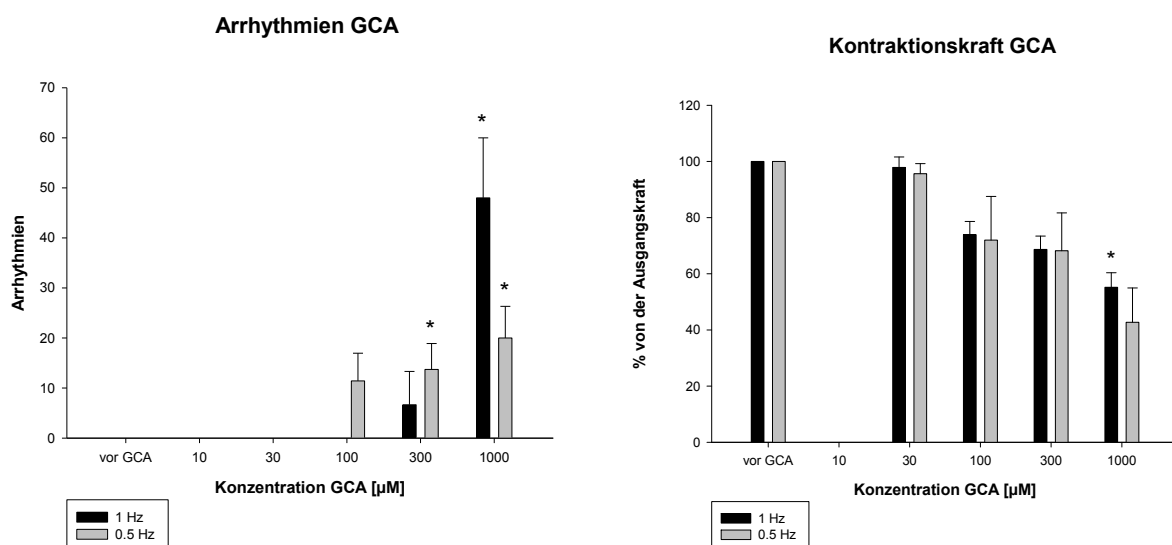 Arrhythmien GCA
70
60
50
40
30
20
10
0
Arrhythmien
*
*
*
vor GCA 10 30 100 300 1000
Konzentration GCA [µM]
1 Hz
0.5 Hz
Kontraktionskraft GCA
120
100
80
60
40
20
0
% von der Ausgangskraft
*
vor GCA 10 30 100 300 1000
Konzentration GCA [µM]
1 Hz
0.5 Hz